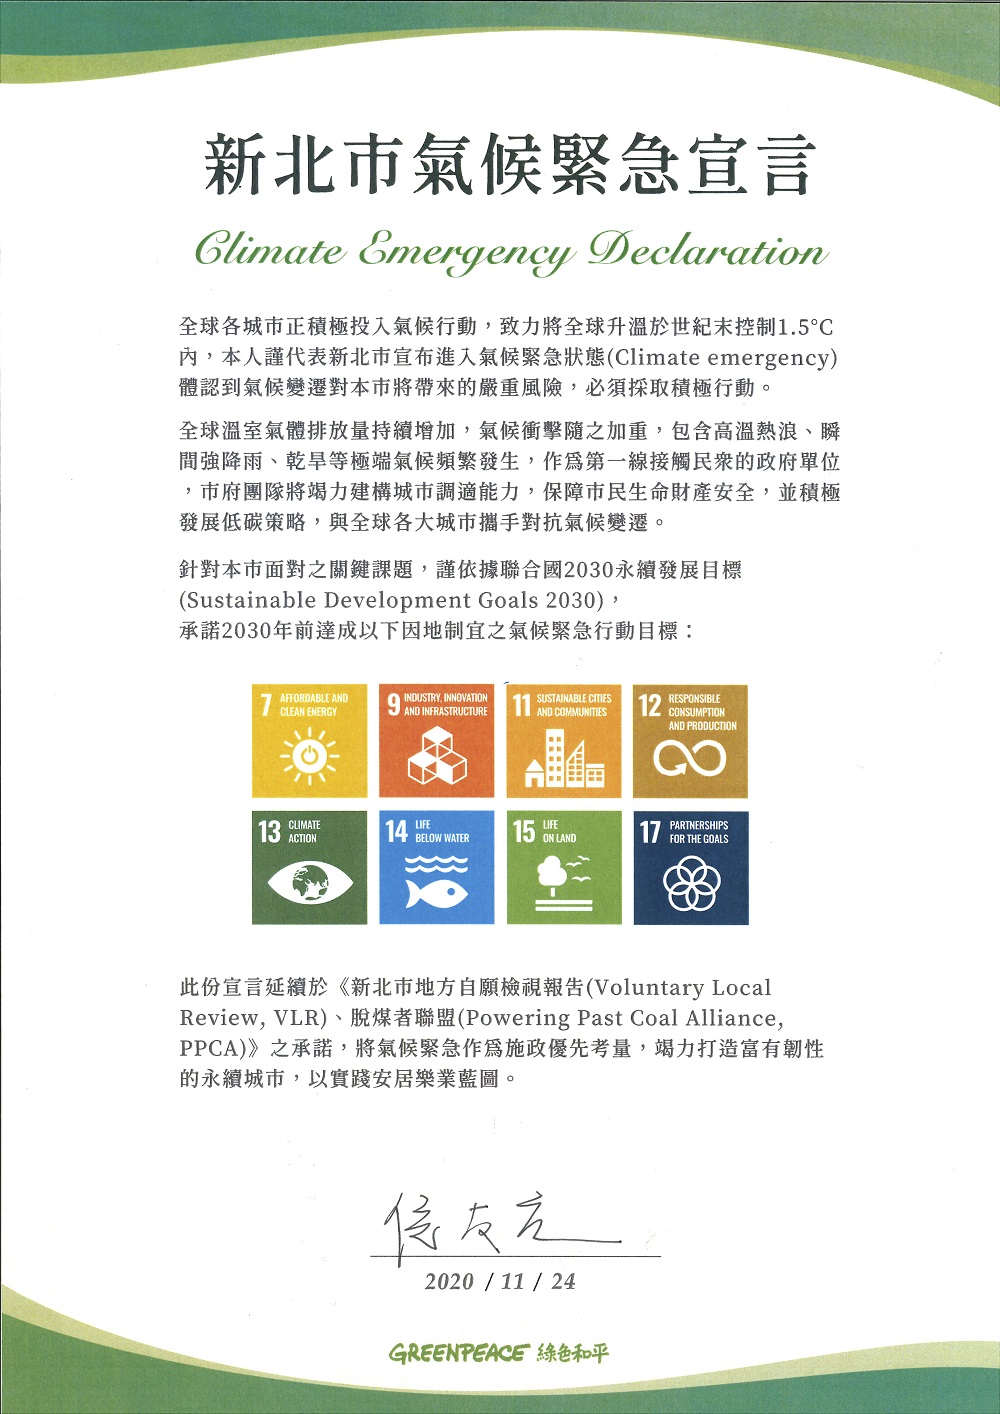 新北市氣候緊急宣言
Climate Emergency Declaration
全球各城市正積極投入氣候行動，致力將全球升溫於世紀末控制1.5°C
內，本人謹代表新北市宣布進入氣候緊急狀態(Climate emergency)
體認到氣候變遷對本市將帶來的嚴重風險，必須採取積極行動。
全球溫室氣體排放量持續增加，氣候衝擊隨之加重，包含高溫熱浪、瞬
間強降雨、乾旱等極端氣候頻繁發生，作為第一線接觸民眾的政府單位
，市府團隊將竭力建構城市調適能力，保障市民生命財產安全，並積極
發展低碳策略，與全球各大城市攜手對抗氣候變遷。
針對本市面對之關鍵課題，謹依據聯合國2030永續發展目標
(Sustainable Development Goals 2030)，
承諾2030年前達成以下因地制宜之氣候緊急行動目標：
7 AFFORDABLE AND
CLEAN ENERGY
9 INDUSTRY, INNOVATION
AND INFRASTRUCTURE
11 SUSTAINABLE CITIES
AND COMMUNITIES
12 RESPONSIBLE
CONSUMPTION
AND PRODUCTION
13 CLIMATE
ACTION
14 LIFE
BELOW WATER
15 LIFE
ON LAND
17 PARTNERSHIPS
FOR THE GOALS
此份宣言延續於《新北市地方自願檢視報告(Voluntary Local
Review, VLR)、脫煤者聯盟(Powering Past Coal Alliance,
PPCA)》之承諾，將氣候緊急作為施政優先考量，竭力打造富有韌性
的永續城市，以實踐安居樂業藍圖。
侯友宜
2020 / 11 / 24
GREENPEACE 綠色和平